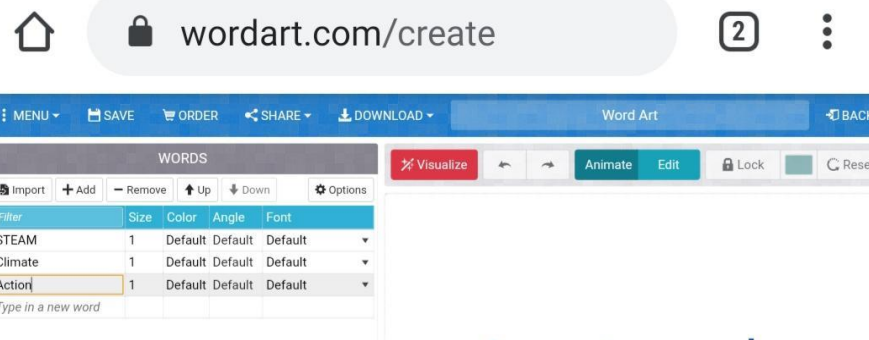 wordart.com/create 2
MENU SAVE ORDER SHARE DOWNLOAD Word Art BACK
WORDS
Visualize Animate Edit Lock Rese
Import + Add − Remove Up Down Options
Filter Size Color Angle Font
STEAM 1 Default Default Default
Climate 1 Default Default Default
Action 1 Default Default Default
Type in a new word